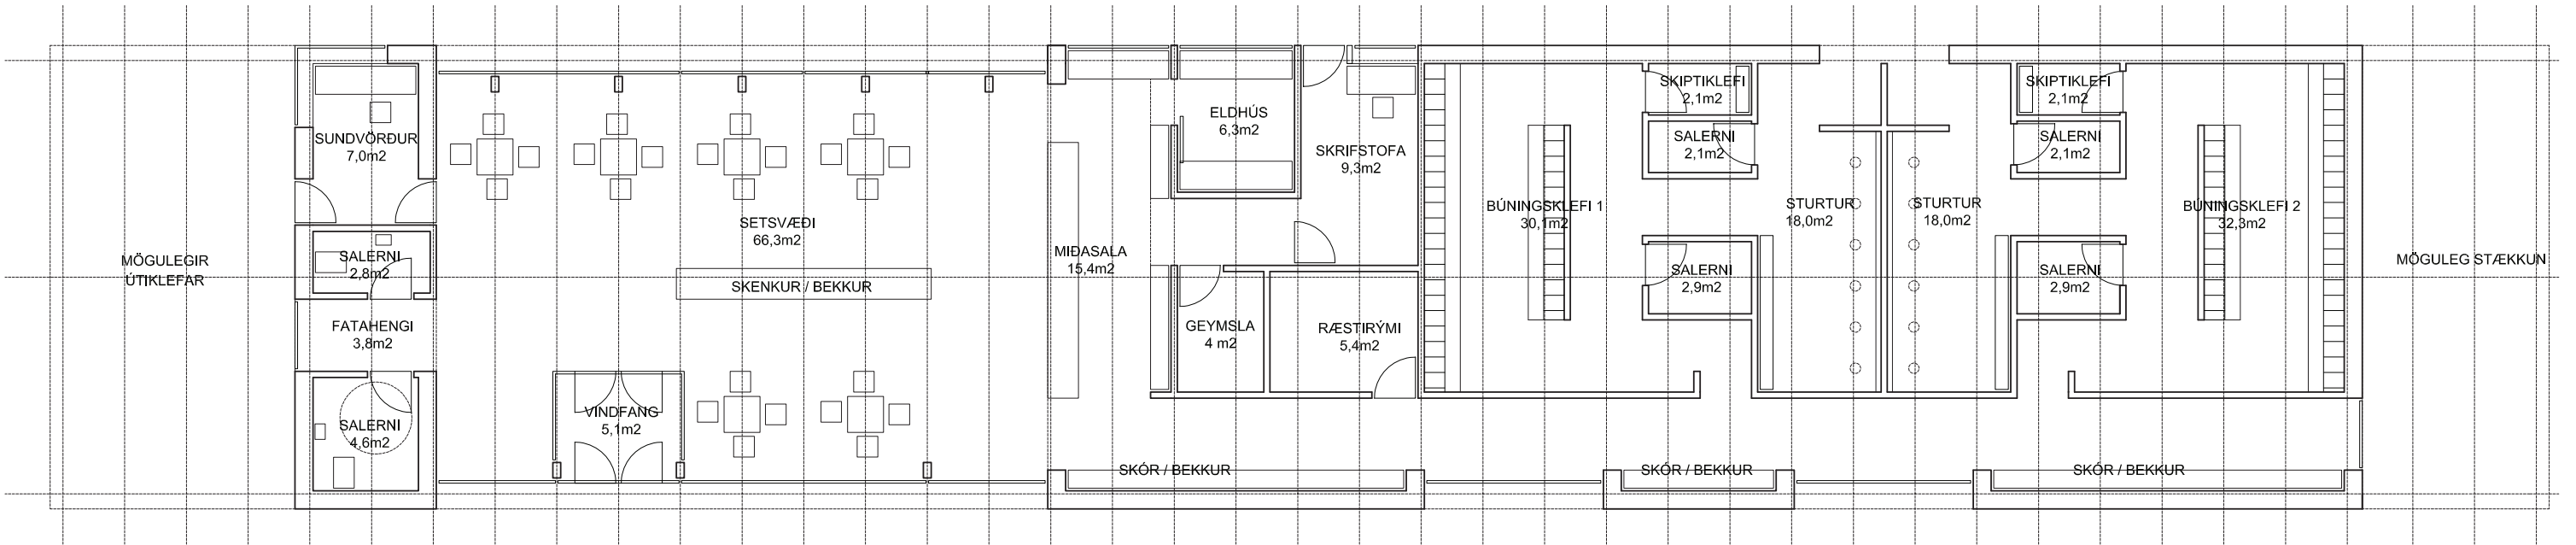 MÖGULEGIR
ÚTIKLEFAR
SUNDVÖRÐUR
7,0m2
SALERNI
2,8m2
FATAHENGI
3,8m2
SALERNI
4,6m2
SETSVÆÐI
66,3m2
SKENKUR / BEKKUR
VINDFANG
5,1m2
MIÐASALA
15,4m2
ELDHÚS
6,3m2
SKRIFSTOFA
9,3m2
GEYMSLA
4 m2
RÆSTIRÝMI
5,4m2
SKÓR / BEKKUR
BÚNINGSKLEFI 1
30,1m2
SKIPTIKLEFI
2,1m2
SALERNI
2,1m2
SALERNI
2,9m2
STURTUR
18,0m2
SKÓR / BEKKUR
STURTUR
18,0m2
SKIPTIKLEFI
2,1m2
SALERNI
2,1m2
SALERNI
2,9m2
BÚNINGSKLEFI 2
32,3m2
SKÓR / BEKKUR
MÖGULEG STÆKKUN